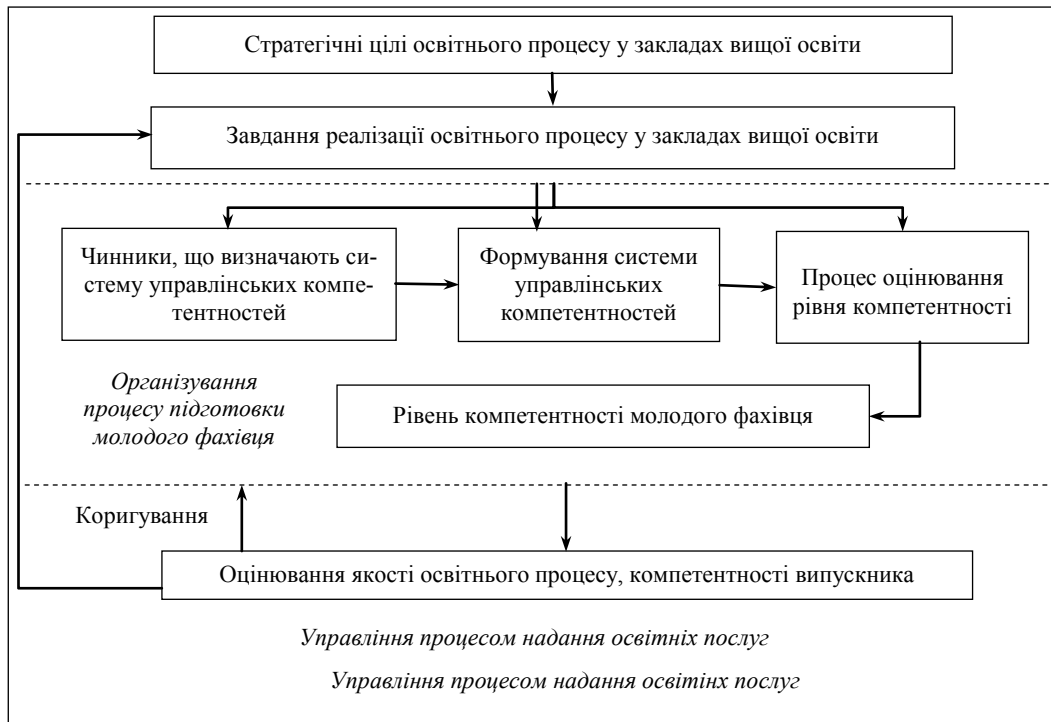 Стратегічні цілі освітнього процесу у закладах вищої освіти
Завдання реалізації освітнього процесу у закладах вищої освіти
Чинники, що визначають си-
стему управлінських компе-
тентностей
Формування системи
управлінських
компетентностей
Процес оцінювання
рівня компетентності
Організування
процесу підготовки
молодого фахівця
Рівень компетентності молодого фахівця
Коригування
Оцінювання якості освітнього процесу, компетентності випускника
Управління процесом надання освітніх послуг
Управління процесом надання освітінх послуг